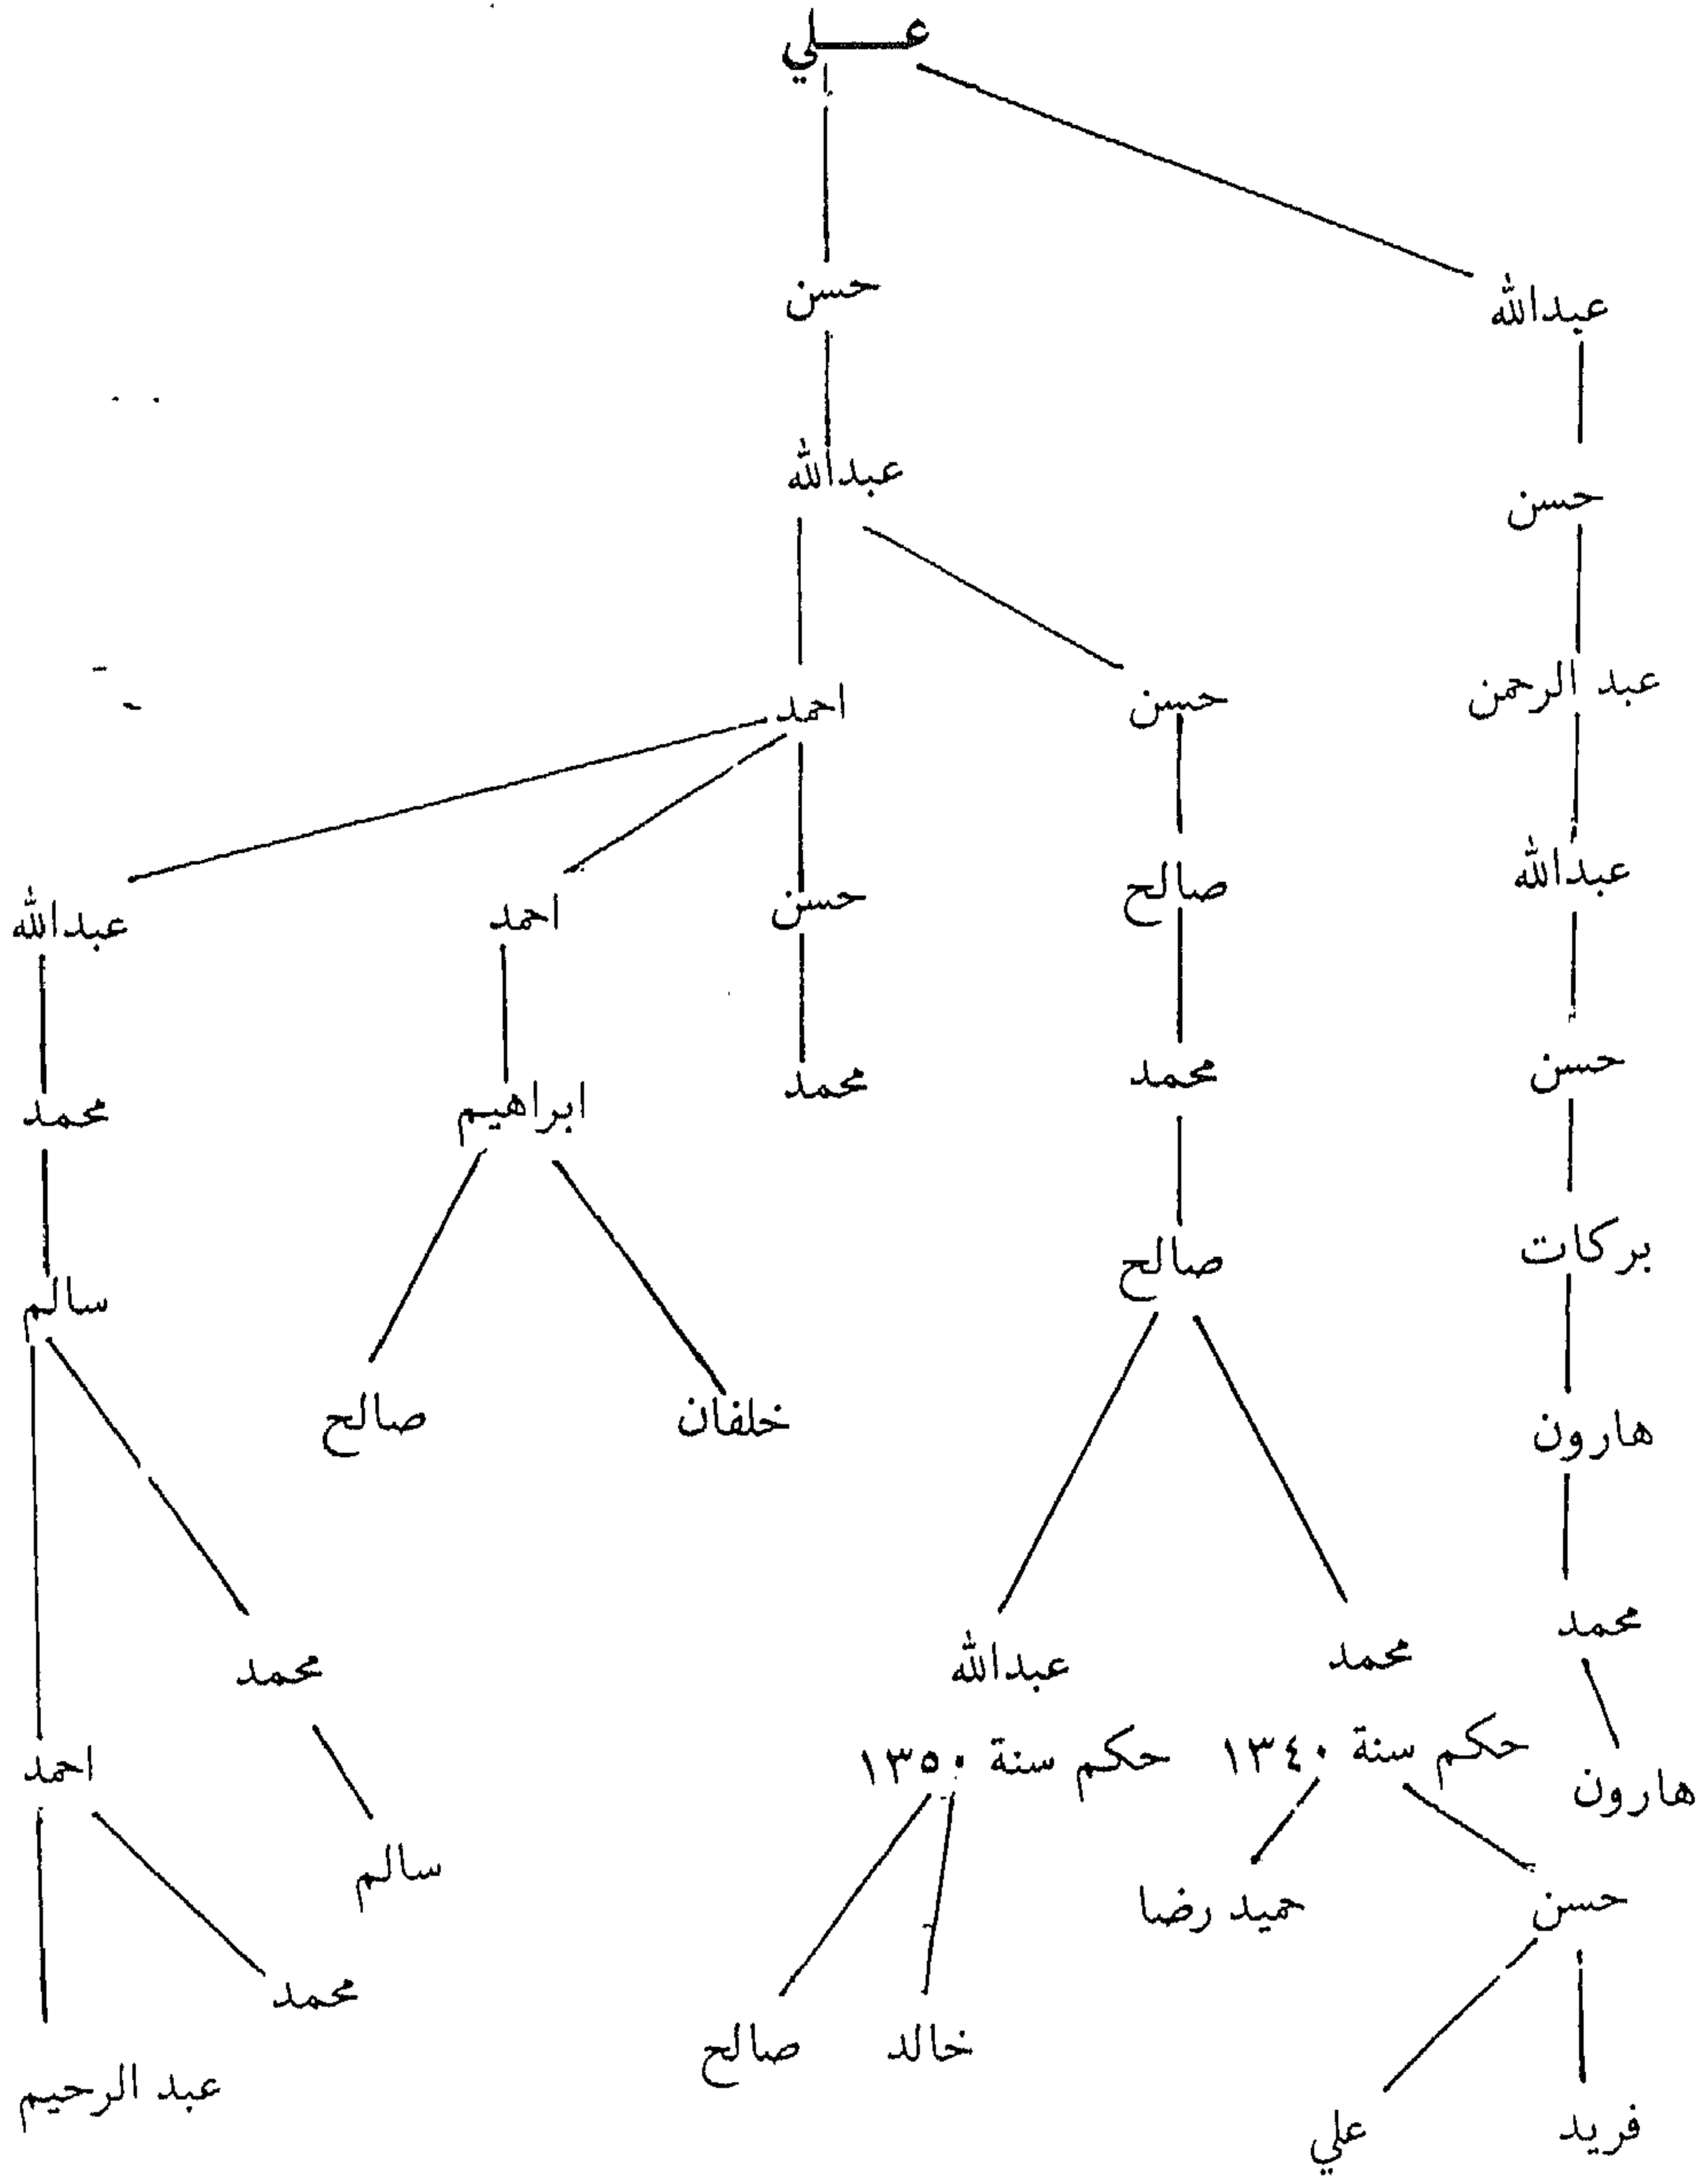 علي
حسن
عبدالله
عبدالله
حسن
احمد
حسن
عبد الرحمن
عبدالله
احمد
حسن
صالح
عبدالله
محمد
ابراهيم
محمد
محمد
حسن
سالم
صالح
خلفان
صالح
بركات
هارون
محمد
عبدالله
محمد
محمد
احمد
حكم سنة ١٣٥٠
حكم سنة ١٣٤٠
هارون
سالم
حميد رضا
حسن
محمد
صالح
خالد
عبد الرحيم
علي
فريد